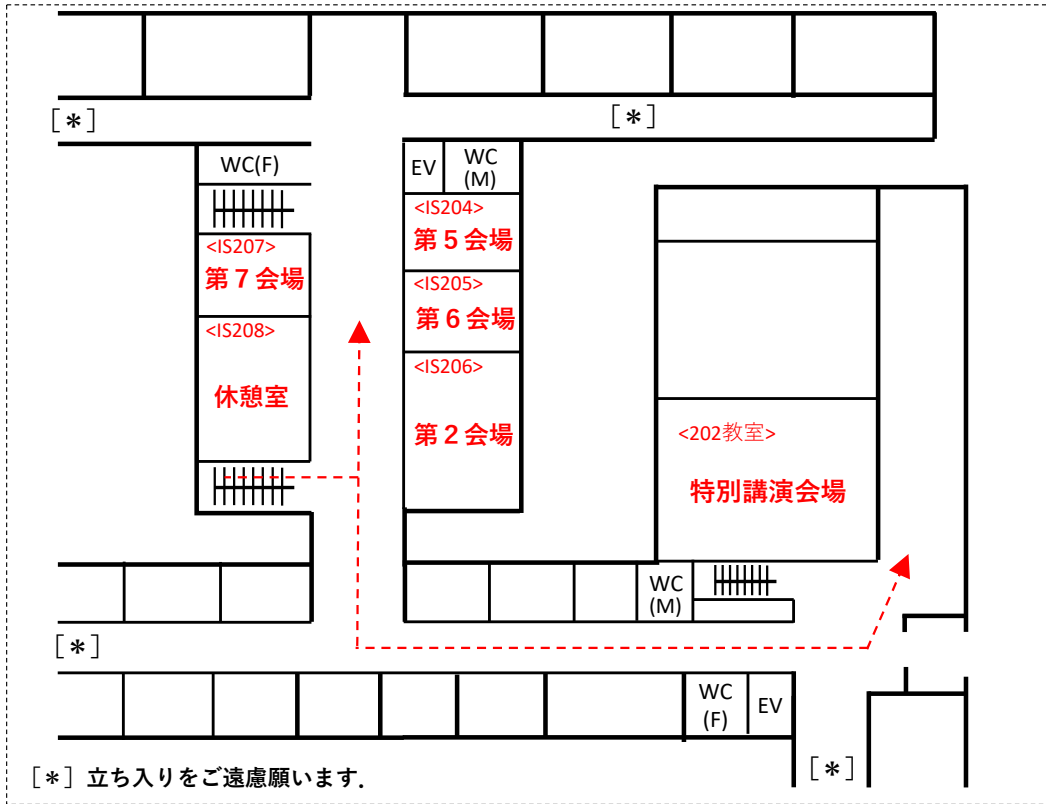 ［*］
［*］
WC(F)
EV
WC
(M)
<IS204>
第５会場
<IS207>
第７会場
<IS205>
第６会場
<IS208>
休憩室
<IS206>
第２会場
<202教室>
特別講演会場
WC
(M)
［*］
WC
(F)
EV
［*］
［*］立ち入りをご遠慮願います．